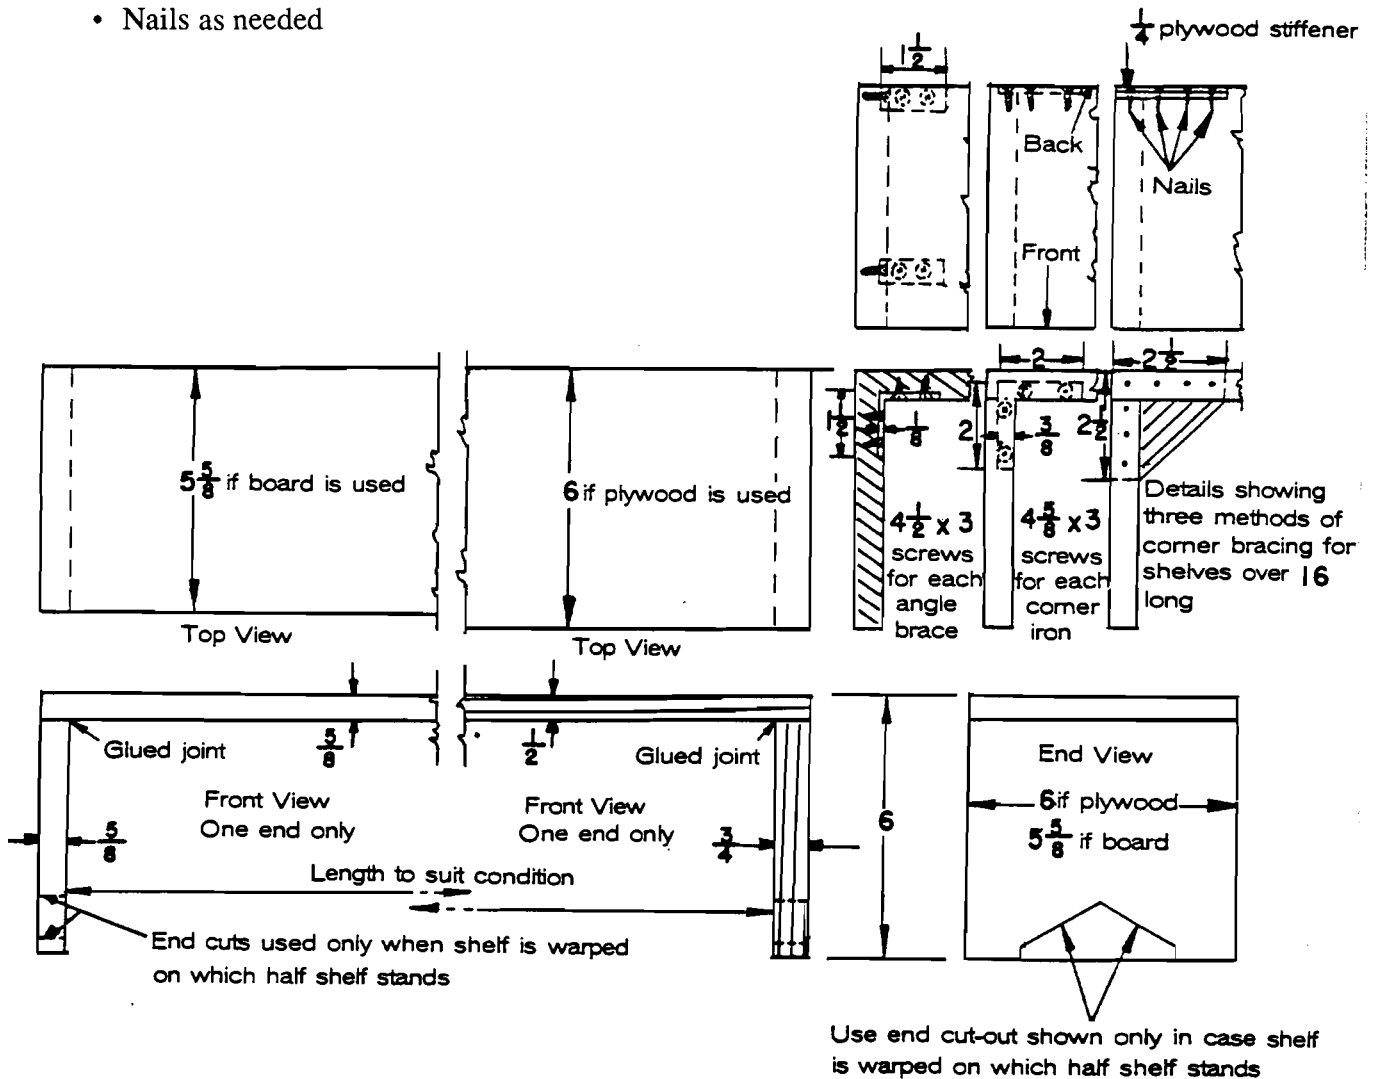 • Nails as needed
1/4 plywood stiffener
1 1/2
Back
Nails
Front
2
2 1/2
1 1/2
1/8
2
3/8
2 1/2
5 5/8 if board is used
6 if plywood is used
4 1/2 x 3
screws
for each
angle
brace
4 5/8 x 3
screws
for each
corner
iron
Details showing
three methods of
corner bracing for
shelves over 16
long
Top View
Top View
Glued joint
5/8
1/2
Glued joint
End View
Front View
One end only
Front View
One end only
6 if plywood
5 5/8 if board
5/8
3/4
6
Length to suit condition
End cuts used only when shelf is warped
on which half shelf stands
Use end cut-out shown only in case shelf
is warped on which half shelf stands